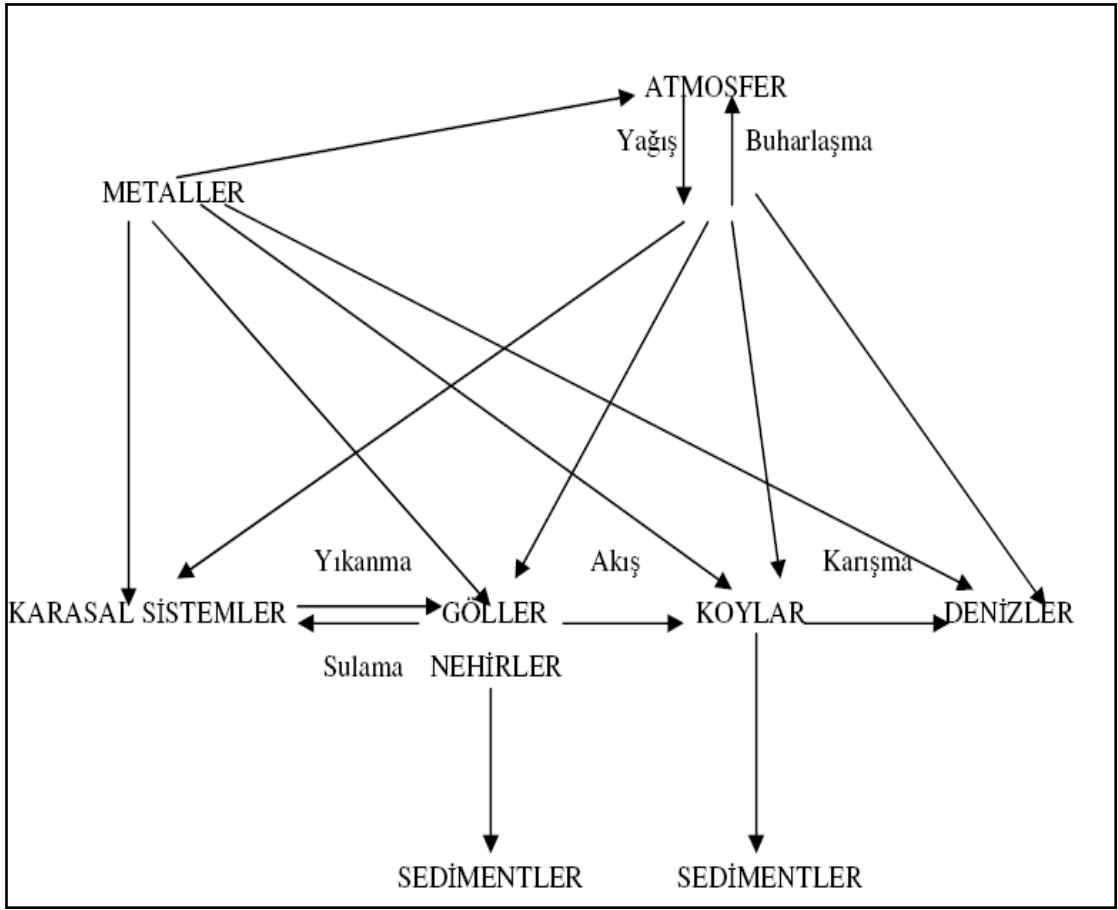 ATMOSFER
Yağış Buharlaşma
METALLER
Yıkanma Akış Karışma
KARASAL SİSTEMLER GÖLLER KOYLAR DENİZLER
Sulama NEHİRLER
SEDİMENTLER SEDİMENTLER